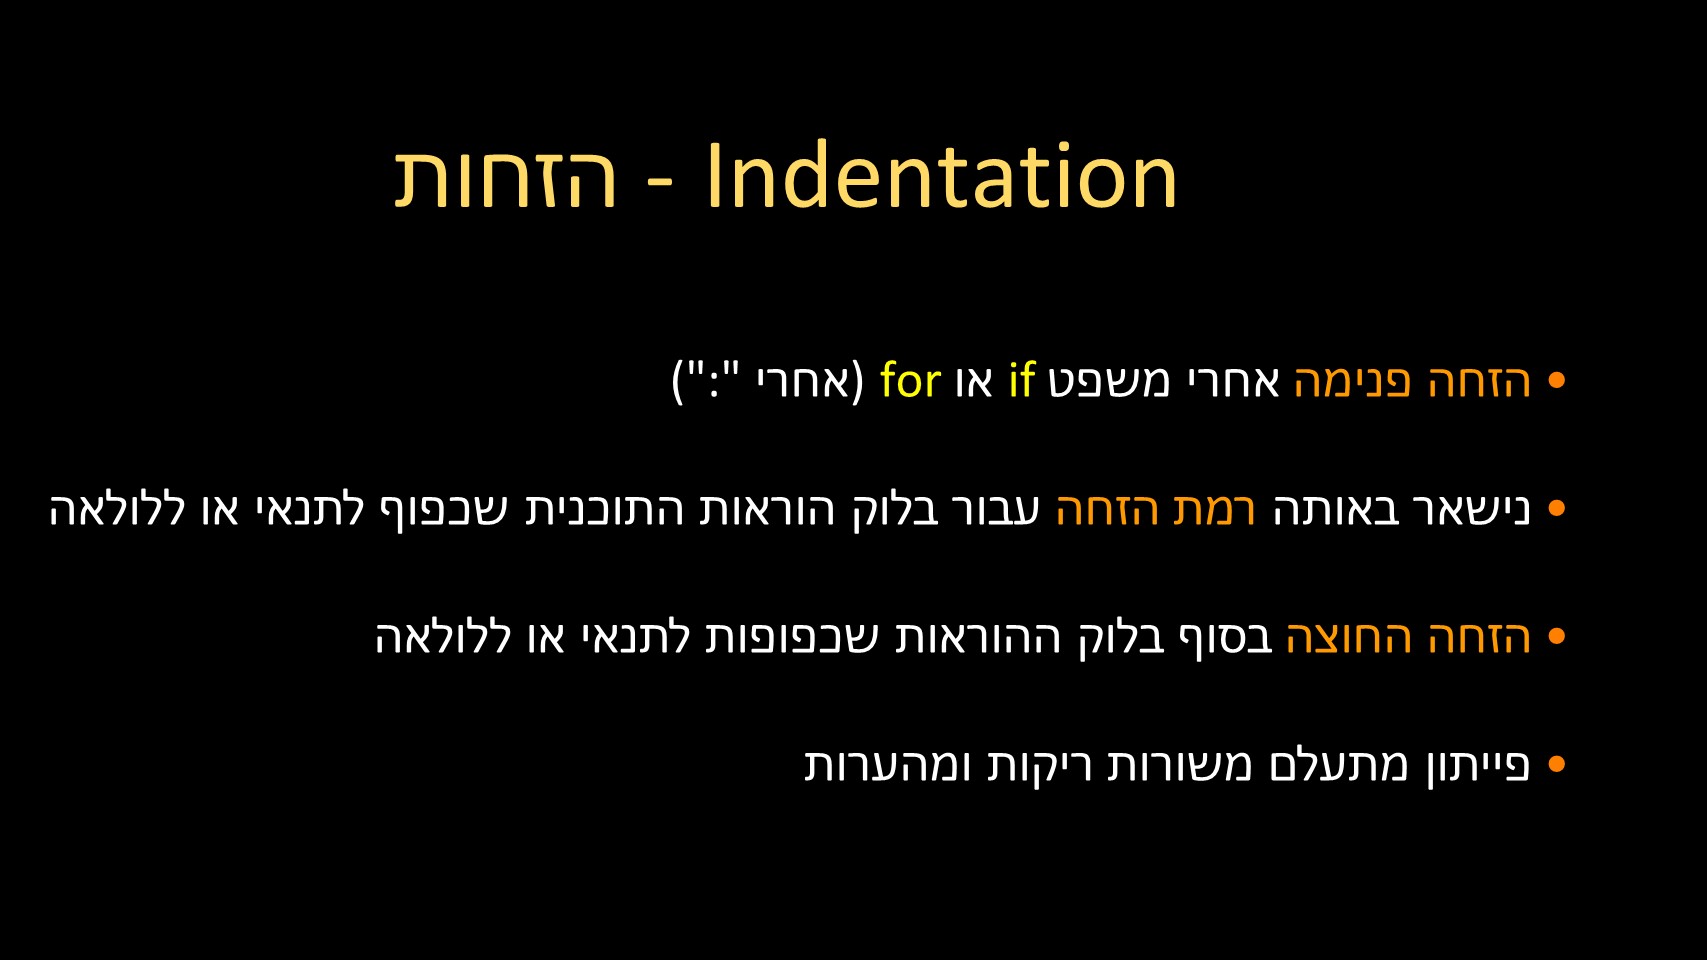 Indentation - הזחות
• הזחה פנימה אחרי משפט if או for (אחרי ":")
• נישאר באותה רמת הזחה עבור בלוק הוראות התוכנית שכפוף לתנאי או ללולאה
• הזחה החוצה בסוף בלוק ההוראות שכפופות לתנאי או ללולאה
• פייתון מתעלם משורות ריקות ומהערות